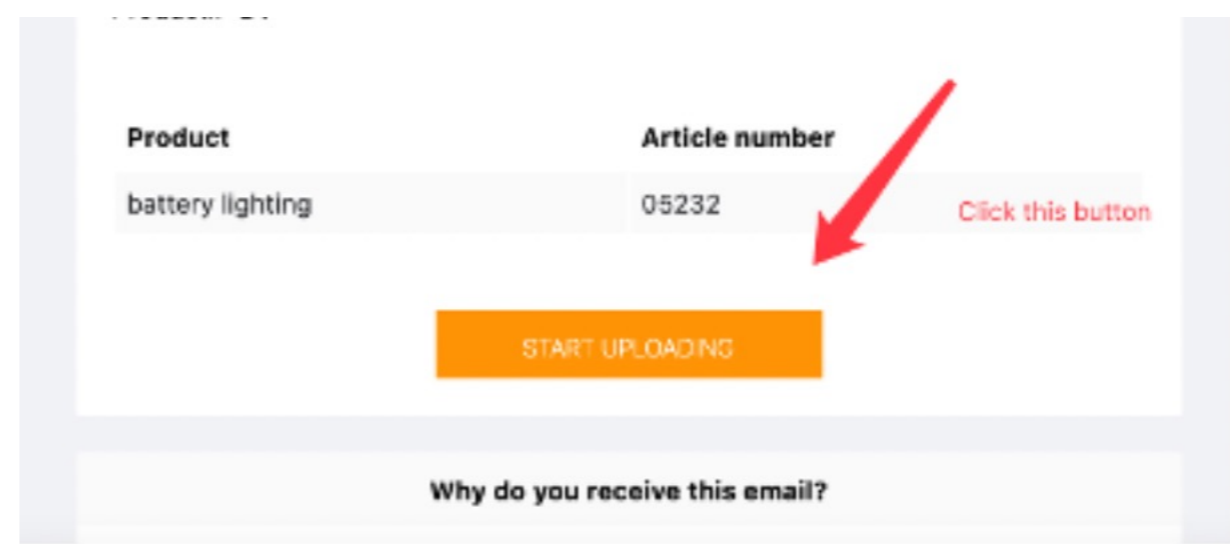 Product Article number
battery lighting 05232
Click this button
START UPLOADING
Why do you receive this email?